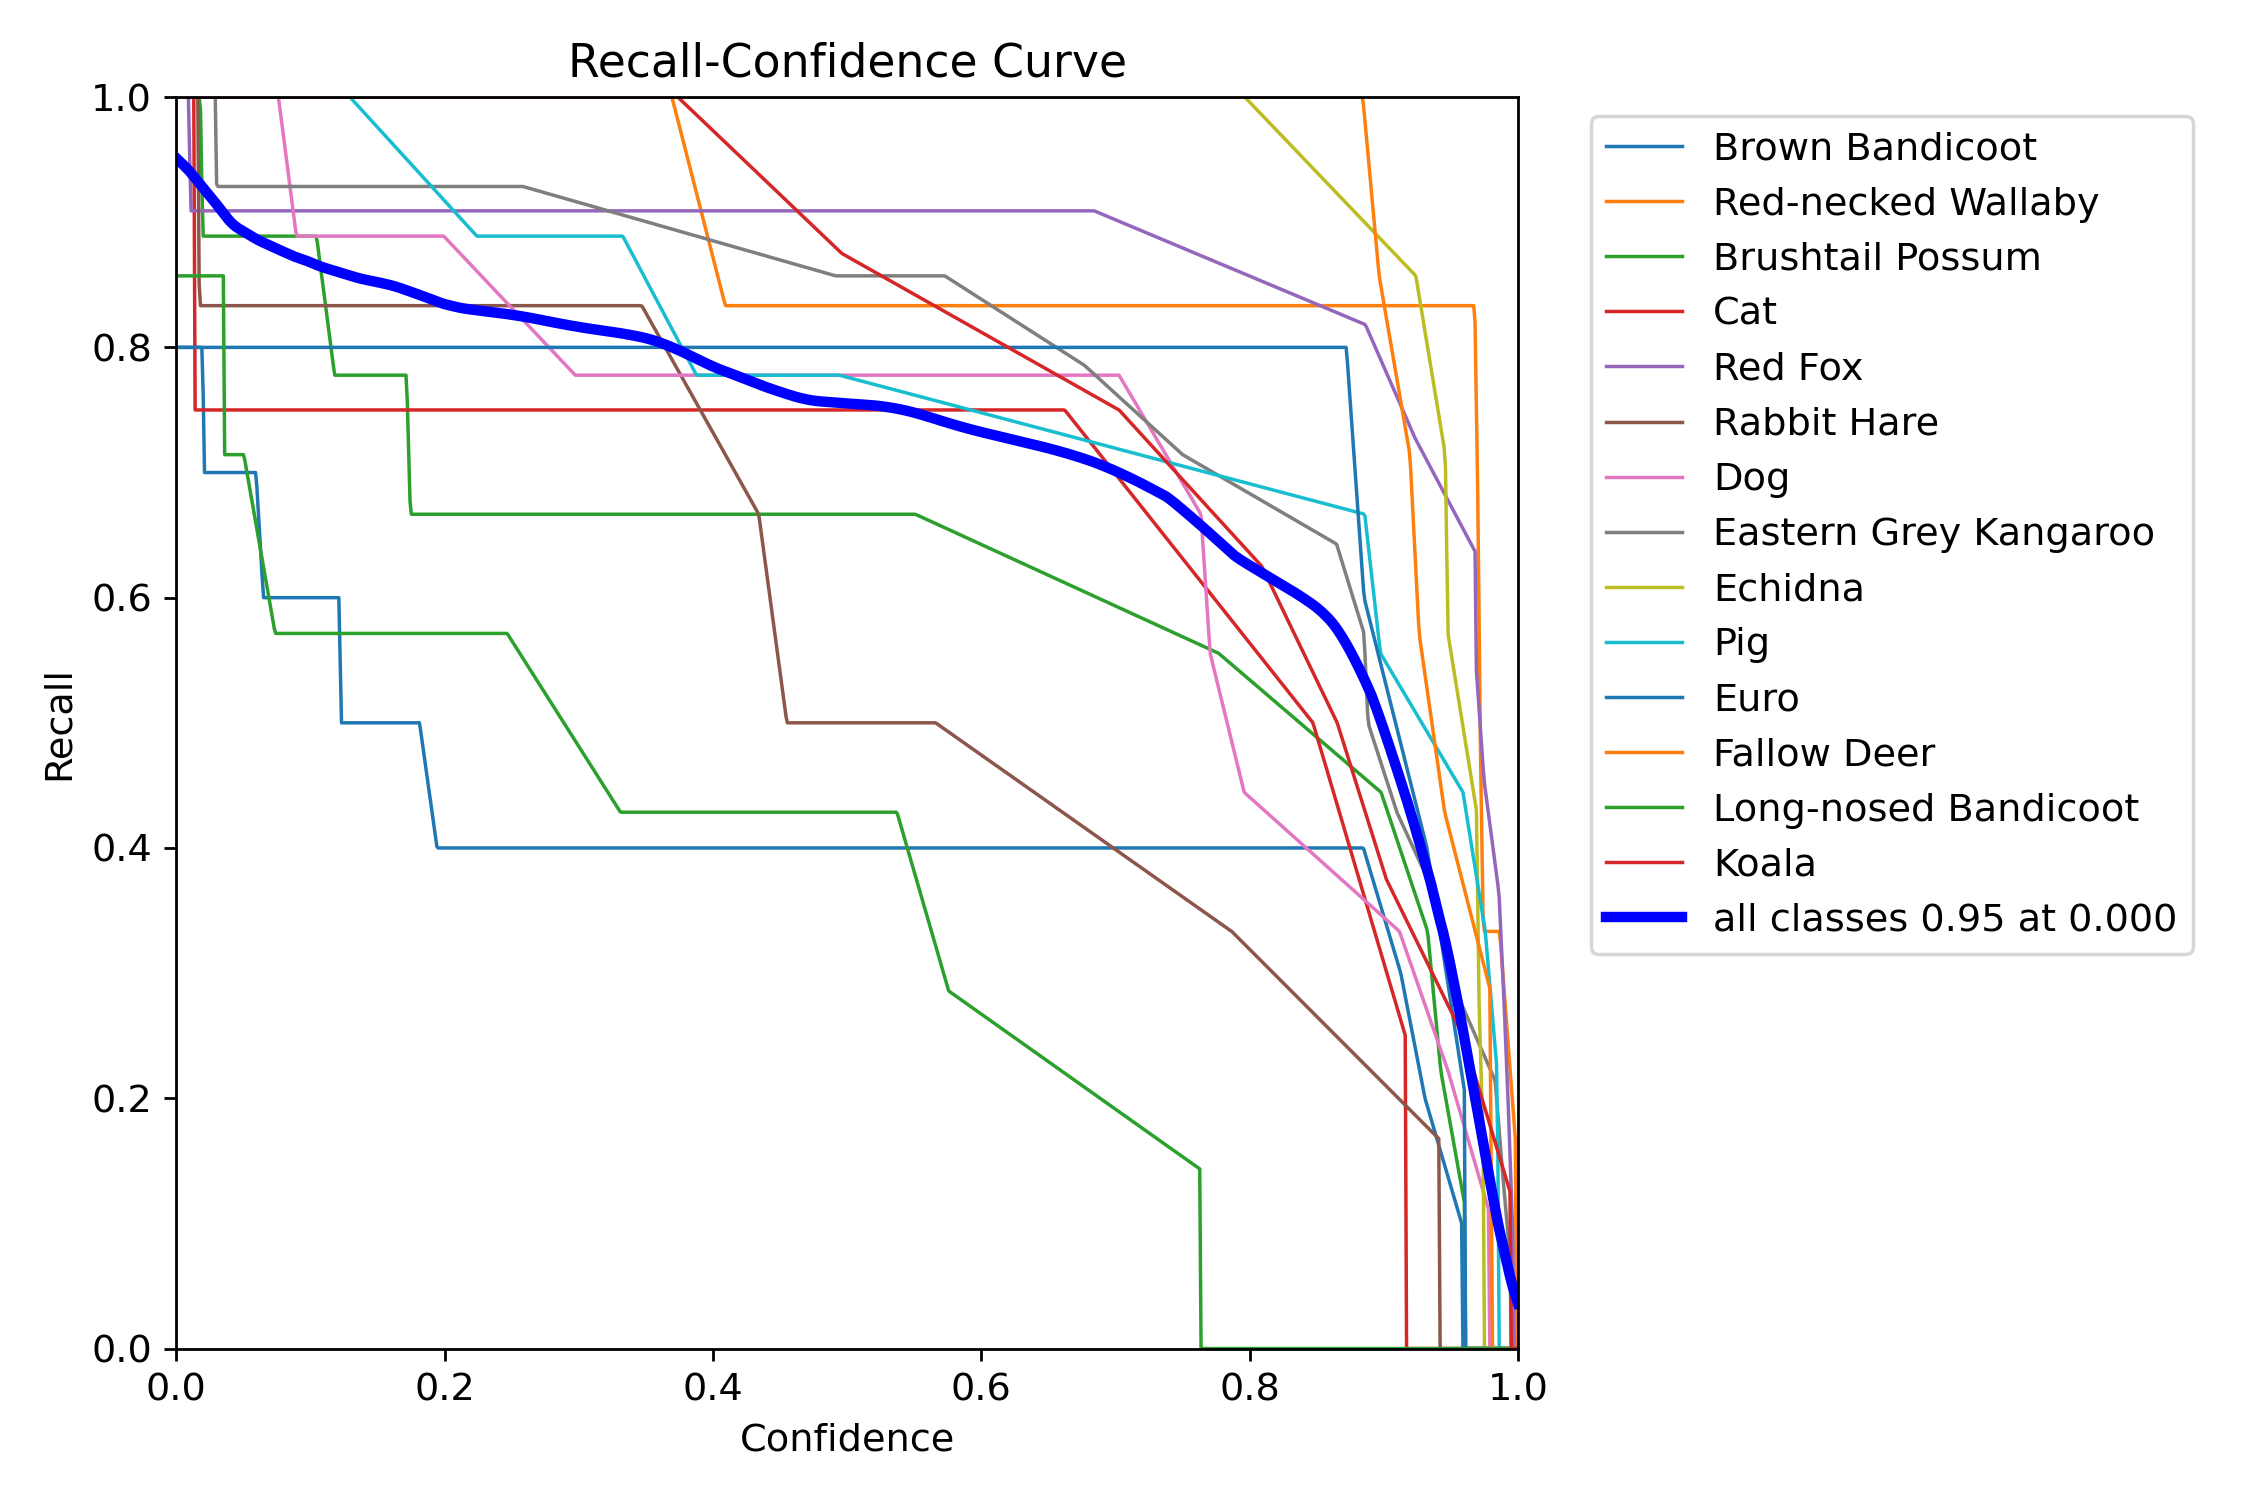 Recall-Confidence Curve
1.0
0.8
0.6
0.4
0.2
0.0
Recall
0.0 0.2 0.4 0.6 0.8 1.0
Confidence
Brown Bandicoot
Red-necked Wallaby
Brushtail Possum
Cat
Red Fox
Rabbit Hare
Dog
Eastern Grey Kangaroo
Echidna
Pig
Euro
Fallow Deer
Long-nosed Bandicoot
Koala
all classes 0.95 at 0.000